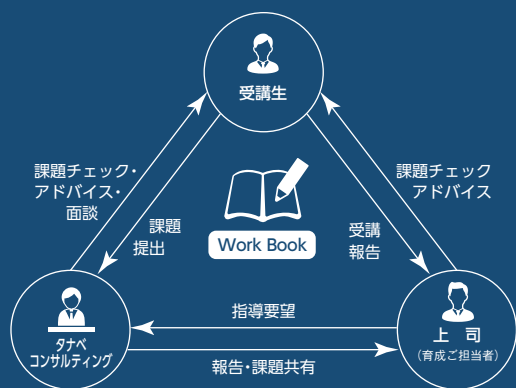 受講生
課題チェック・
アドバイス・
面談
課題
提出
Work Book
受講
報告
課題チェック
アドバイス
タナベ
コンサルティング
指導要望
報告・課題共有
上 司
(育成ご担当者)